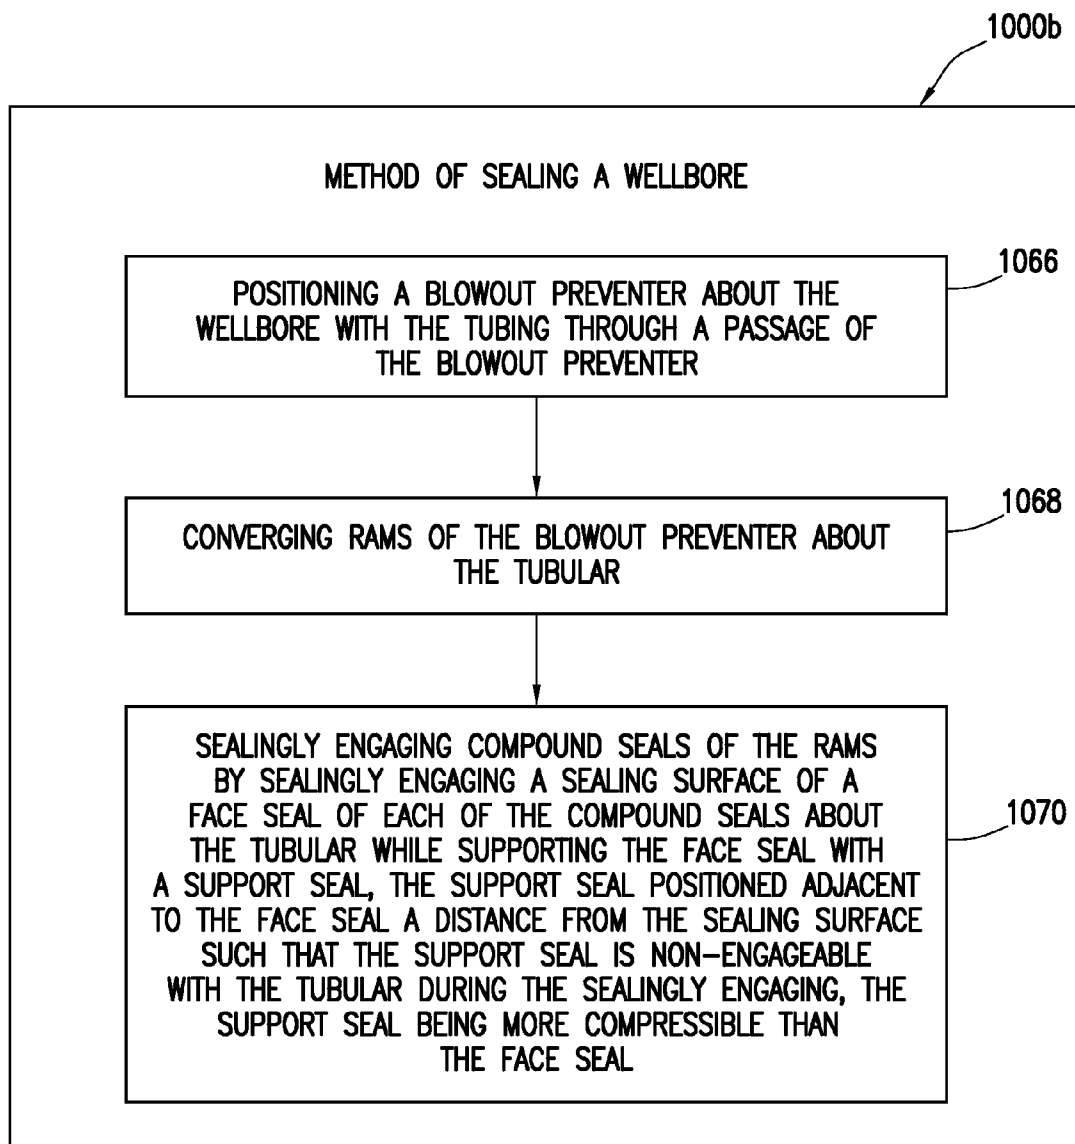 1000b
METHOD OF SEALING A WELLBORE
1066
POSITIONING A BLOWOUT PREVENTER ABOUT THE
WELLBORE WITH THE TUBING THROUGH A PASSAGE OF
THE BLOWOUT PREVENTER
1068
CONVERGING RAMS OF THE BLOWOUT PREVENTER ABOUT
THE TUBULAR
1070
SEALINGLY ENGAGING COMPOUND SEALS OF THE RAMS
BY SEALINGLY ENGAGING A SEALING SURFACE OF A
FACE SEAL OF EACH OF THE COMPOUND SEALS ABOUT
THE TUBULAR WHILE SUPPORTING THE FACE SEAL WITH
A SUPPORT SEAL, THE SUPPORT SEAL POSITIONED ADJACENT
TO THE FACE SEAL A DISTANCE FROM THE SEALING SURFACE
SUCH THAT THE SUPPORT SEAL IS NON-ENGAGEABLE
WITH THE TUBULAR DURING THE SEALINGLY ENGAGING, THE
SUPPORT SEAL BEING MORE COMPRESSIBLE THAN
THE FACE SEAL